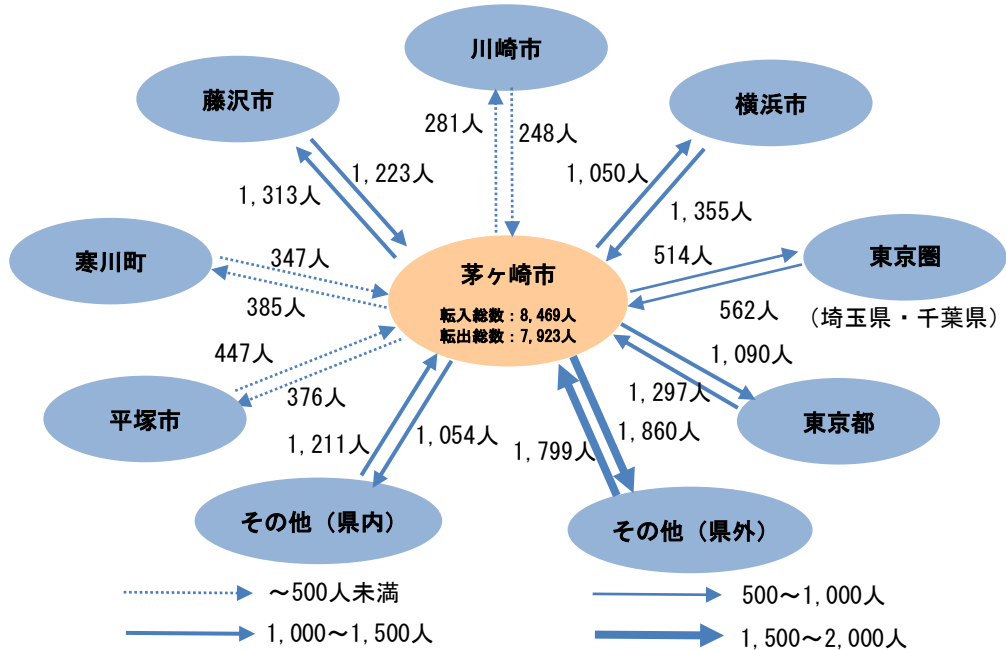 川崎市
藤沢市
横浜市
281人
248人
1,223人
1,313人
1,050人
1,355人
寒川町
347人
385人
茅ヶ崎市
転入総数：8,469人
転出総数：7,923人
514人
562人
東京圏
（埼玉県・千葉県）
447人
376人
平塚市
1,090人
1,297人
東京都
1,211人
1,054人
1,799人
1,860人
その他（県内）
その他（県外）
～500人未満
500～1,000人
1,000～1,500人
1,500～2,000人